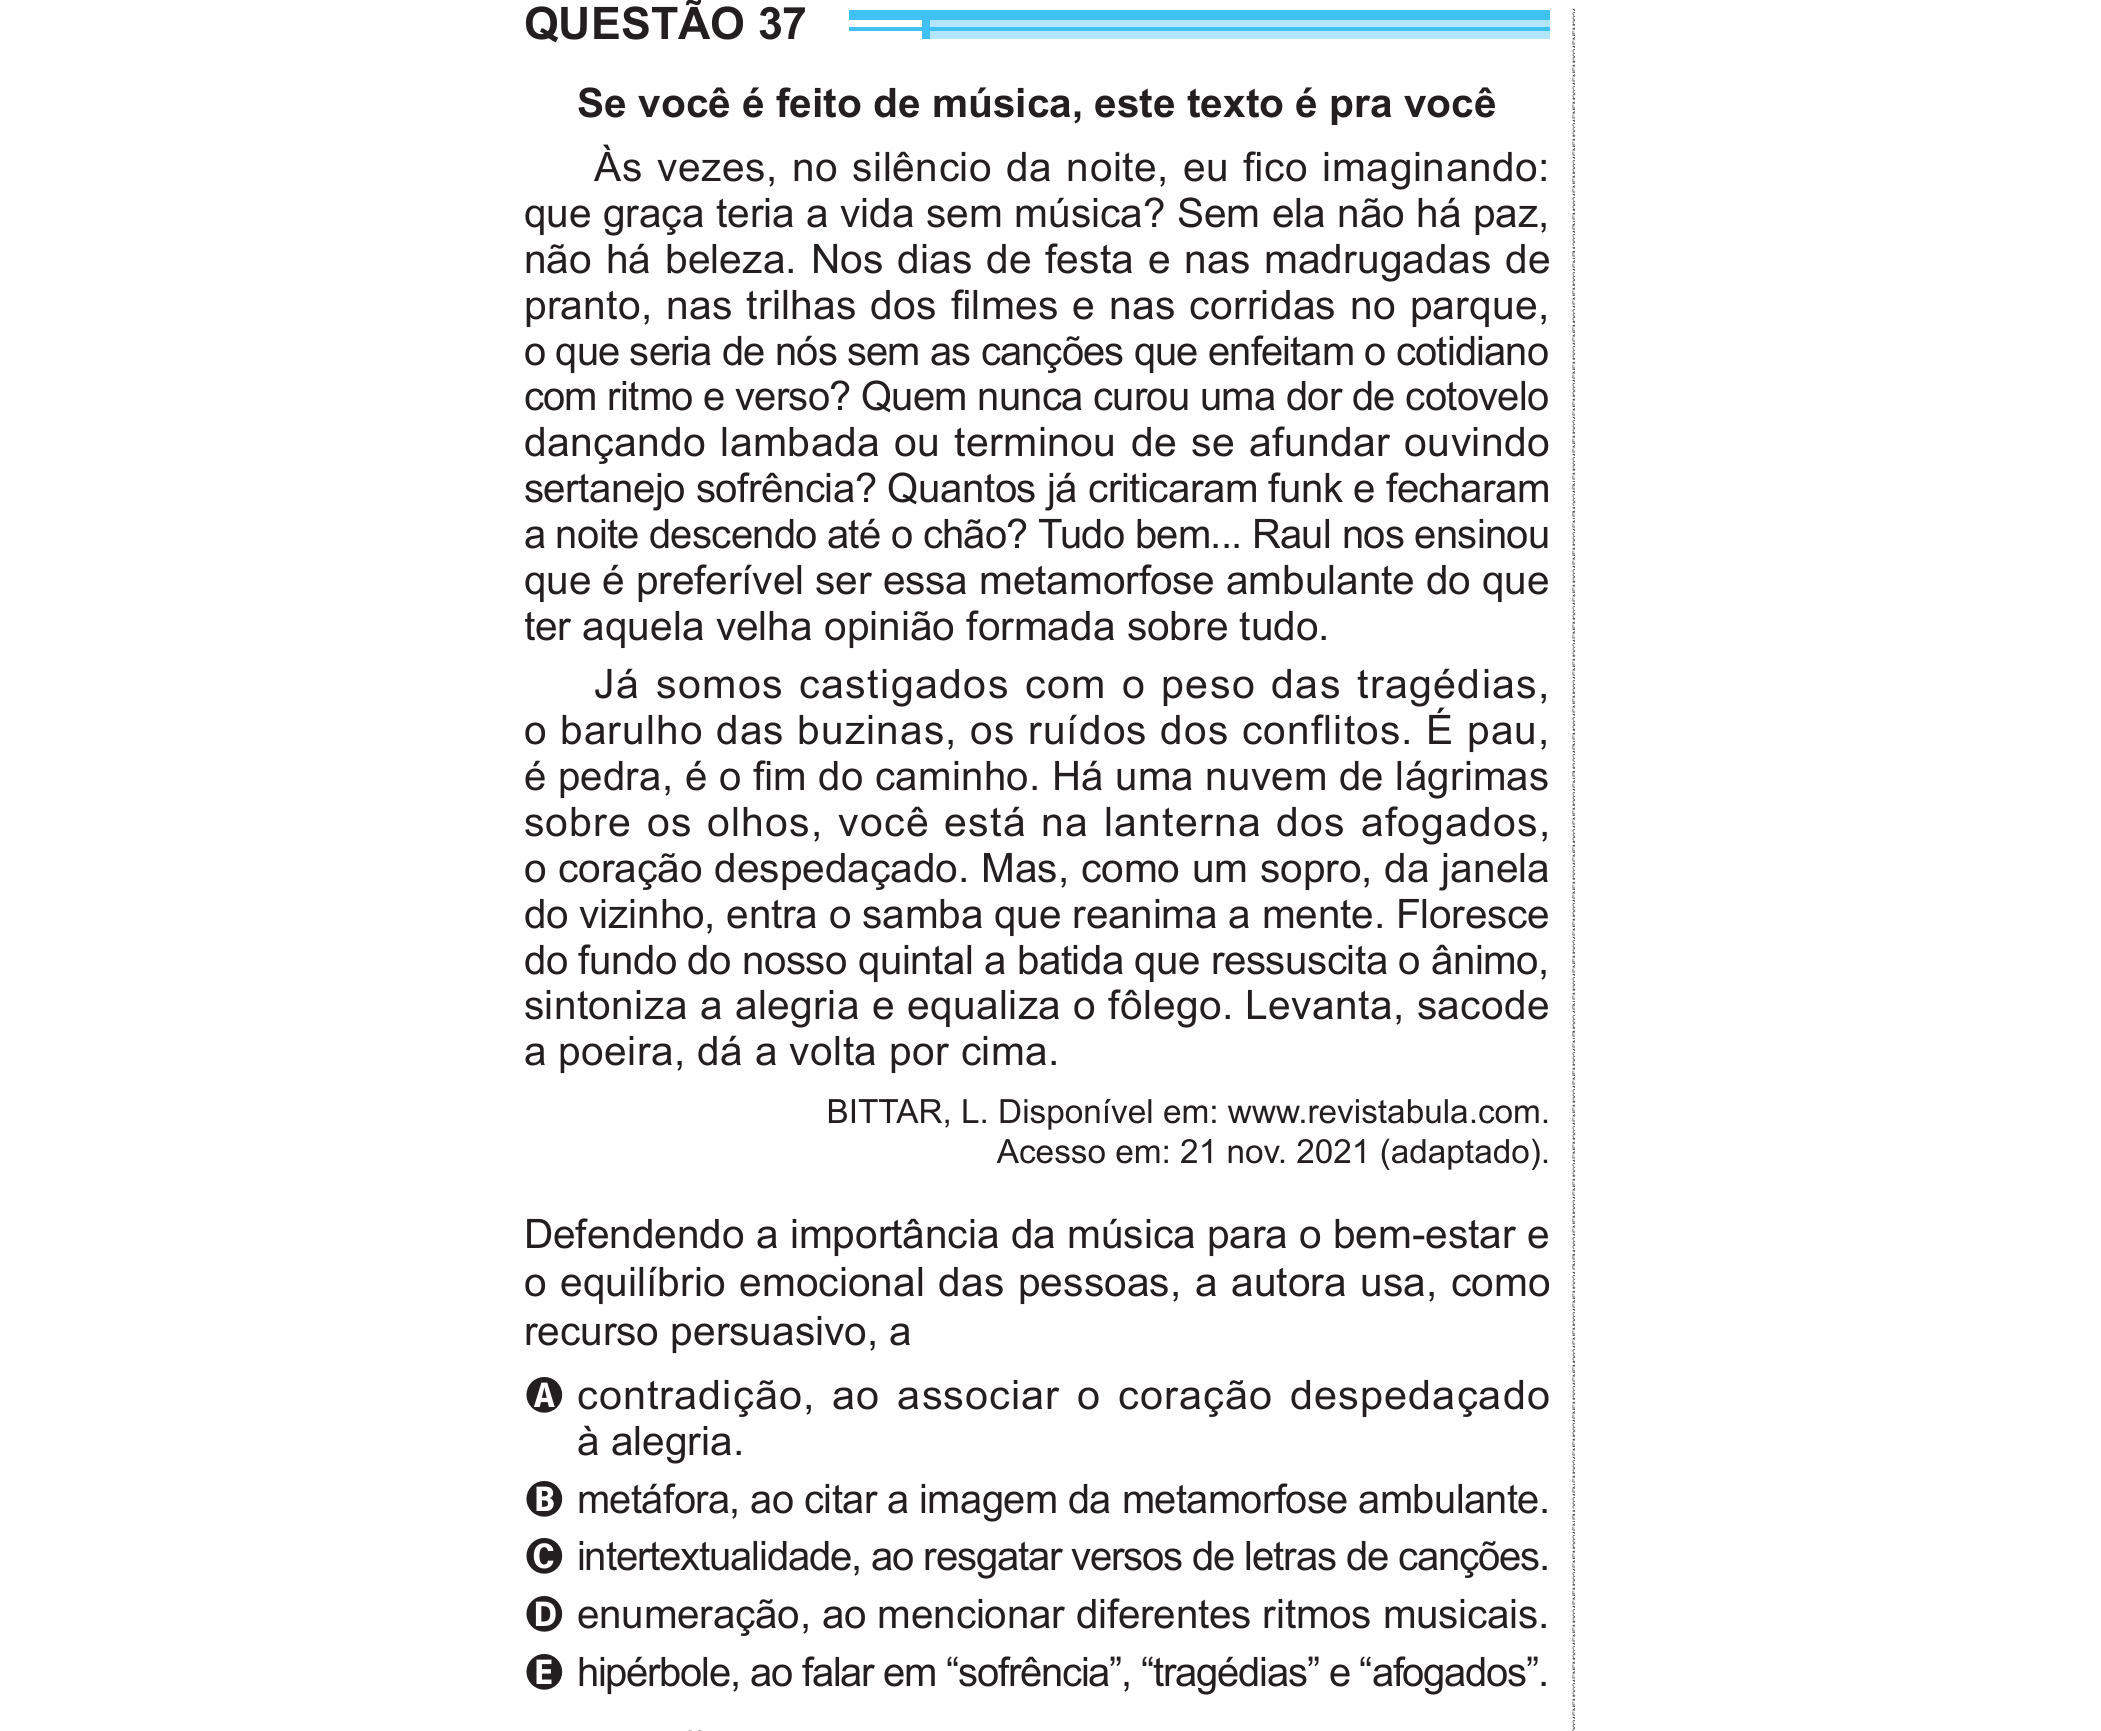 QUESTÃO 37
Se você é feito de música, este texto é pra você
Às vezes, no silêncio da noite, eu fico imaginando:
que graça teria a vida sem música? Sem ela não há paz,
não há beleza. Nos dias de festa e nas madrugadas de
pranto, nas trilhas dos filmes e nas corridas no parque,
o que seria de nós sem as canções que enfeitam o cotidiano
com ritmo e verso? Quem nunca curou uma dor de cotovelo
dançando lambada ou terminou de se afundar ouvindo
sertanejo sofrência? Quantos já criticaram funk e fecharam
a noite descendo até o chão? Tudo bem... Raul nos ensinou
que é preferível ser essa metamorfose ambulante do que
ter aquela velha opinião formada sobre tudo.
Já somos castigados com o peso das tragédias,
o barulho das buzinas, os ruídos dos conflitos. É pau,
é pedra, é o fim do caminho. Há uma nuvem de lágrimas
sobre os olhos, você está na lanterna dos afogados,
o coração despedaçado. Mas, como um sopro, da janela
do vizinho, entra o samba que reanima a mente. Floresce
do fundo do nosso quintal a batida que ressuscita o ânimo,
sintoniza a alegria e equaliza o fôlego. Levanta, sacode
a poeira, dá a volta por cima.
BITTAR, L. Disponível em: www.revistabula.com.
Acesso em: 21 nov. 2021 (adaptado).
Defendendo a importância da música para o bem-estar e
o equilíbrio emocional das pessoas, a autora usa, como
recurso persuasivo, a
A contradição, ao associar o coração despedaçado
à alegria.
B metáfora, ao citar a imagem da metamorfose ambulante.
C intertextualidade, ao resgatar versos de letras de canções.
D enumeração, ao mencionar diferentes ritmos musicais.
E hipérbole, ao falar em “sofrência”, “tragédias” e “afogados”.